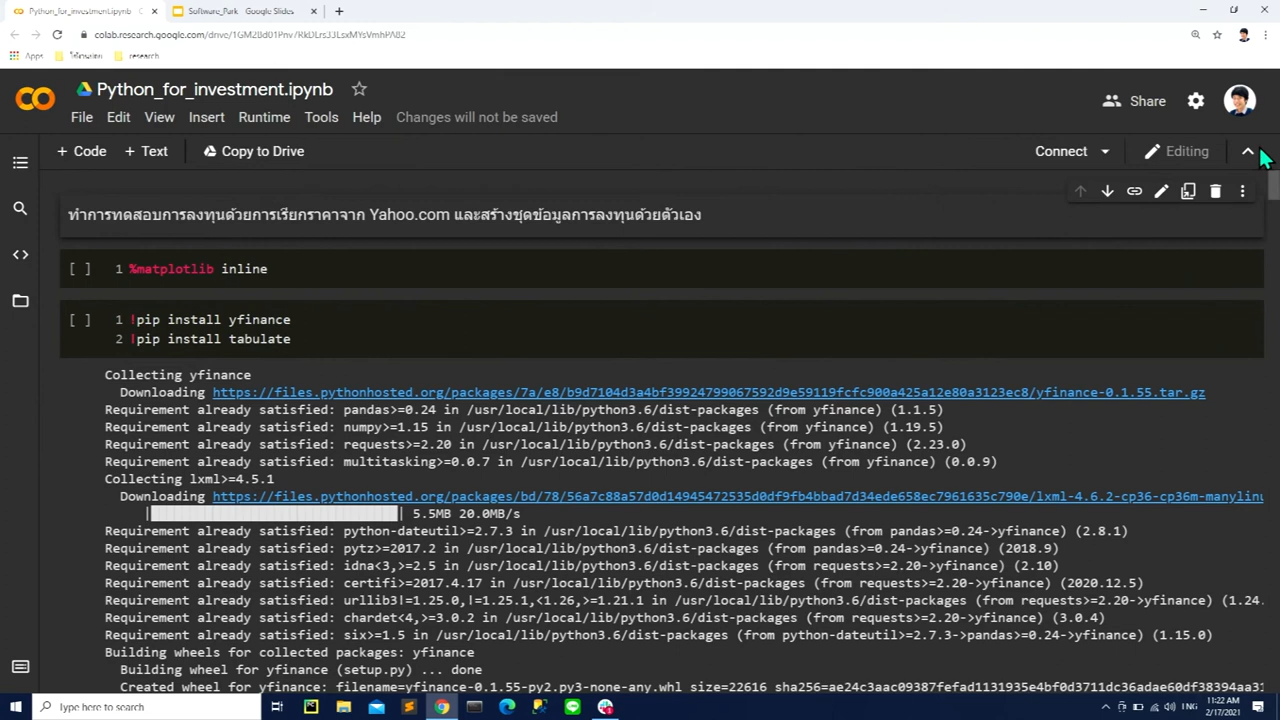 Python_for_investment.ipynb
Software_Park - Google Slides
colab.research.google.com/drive/1GM2Bd01Pnv7RkDLrs33LsxMYsVmhPA82
Apps
research
Python_for_investment.ipynb
Share
File Edit View Insert Runtime Tools Help Changes will not be saved
+ Code + Text Copy to Drive Connect Editing
ทำการทดสอบการลงทุนด้วยการเรียกราคาจาก Yahoo.com และสร้างชุดข้อมูลการลงทุนด้วยตัวเอง
[ ] 1 %matplotlib inline
[ ] 1 !pip install yfinance
2 !pip install tabulate
Collecting yfinance
Downloading https://files.pythonhosted.org/packages/7a/e8/b9d7104d3a4bf39924799067592d9e59119fcfc900a425a12e80a3123ec8/yfinance-0.1.55.tar.gz
Requirement already satisfied: pandas>=0.24 in /usr/local/lib/python3.6/dist-packages (from yfinance) (1.1.5)
Requirement already satisfied: numpy>=1.15 in /usr/local/lib/python3.6/dist-packages (from yfinance) (1.19.5)
Requirement already satisfied: requests>=2.20 in /usr/local/lib/python3.6/dist-packages (from yfinance) (2.23.0)
Requirement already satisfied: multitasking>=0.0.7 in /usr/local/lib/python3.6/dist-packages (from yfinance) (0.0.9)
Collecting lxml>=4.5.1
Downloading https://files.pythonhosted.org/packages/bd/78/56a7c88a57d0d14945472535d0df9fb4bbad7d34ede658ec7961635c790e/lxml-4.6.2-cp36-cp36m-manylinu
5.5MB 20.0MB/s
Requirement already satisfied: python-dateutil>=2.7.3 in /usr/local/lib/python3.6/dist-packages (from pandas>=0.24->yfinance) (2.8.1)
Requirement already satisfied: pytz>=2017.2 in /usr/local/lib/python3.6/dist-packages (from pandas>=0.24->yfinance) (2018.9)
Requirement already satisfied: idna<3,>=2.5 in /usr/local/lib/python3.6/dist-packages (from requests>=2.20->yfinance) (2.10)
Requirement already satisfied: certifi>=2017.4.17 in /usr/local/lib/python3.6/dist-packages (from requests>=2.20->yfinance) (2020.12.5)
Requirement already satisfied: urllib3!=1.25.0,!=1.25.1,<1.26,>=1.21.1 in /usr/local/lib/python3.6/dist-packages (from requests>=2.20->yfinance) (1.24.
Requirement already satisfied: chardet<4,>=3.0.2 in /usr/local/lib/python3.6/dist-packages (from requests>=2.20->yfinance) (3.0.4)
Requirement already satisfied: six>=1.5 in /usr/local/lib/python3.6/dist-packages (from python-dateutil>=2.7.3->pandas>=0.24->yfinance) (1.15.0)
Building wheels for collected packages: yfinance
Building wheel for yfinance (setup.py) ... done
Created wheel for yfinance: filename=yfinance-0.1.55-py2.py3-none-any.whl size=22616 sha256=ae24c3aac09387fefad1131935e4bf0d3711dc36adae60df38394aa31
Type here to search
ENG
11:22 AM
2/17/2021